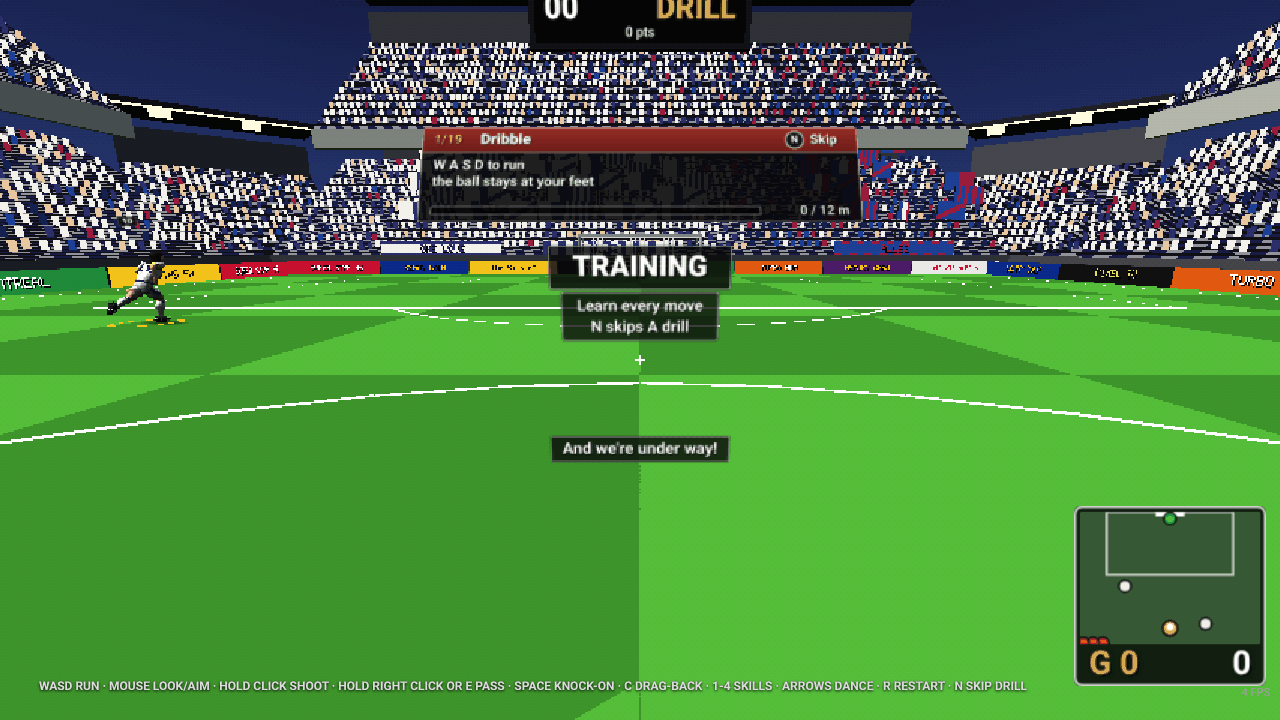 00 DRILL
0 pts
1/19 Dribble N Skip
W A S D to run
the ball stays at your feet
0 / 12 m
TURBO
TRAINING
Learn every move
N skips A drill
And we're under way!
G 0 0
WASD RUN · MOUSE LOOK/AIM · HOLD CLICK SHOOT · HOLD RIGHT CLICK OR E PASS · SPACE KNOCK-ON · C DRAG-BACK · 1-4 SKILLS · ARROWS DANCE · R RESTART · N SKIP DRILL
4 FPS